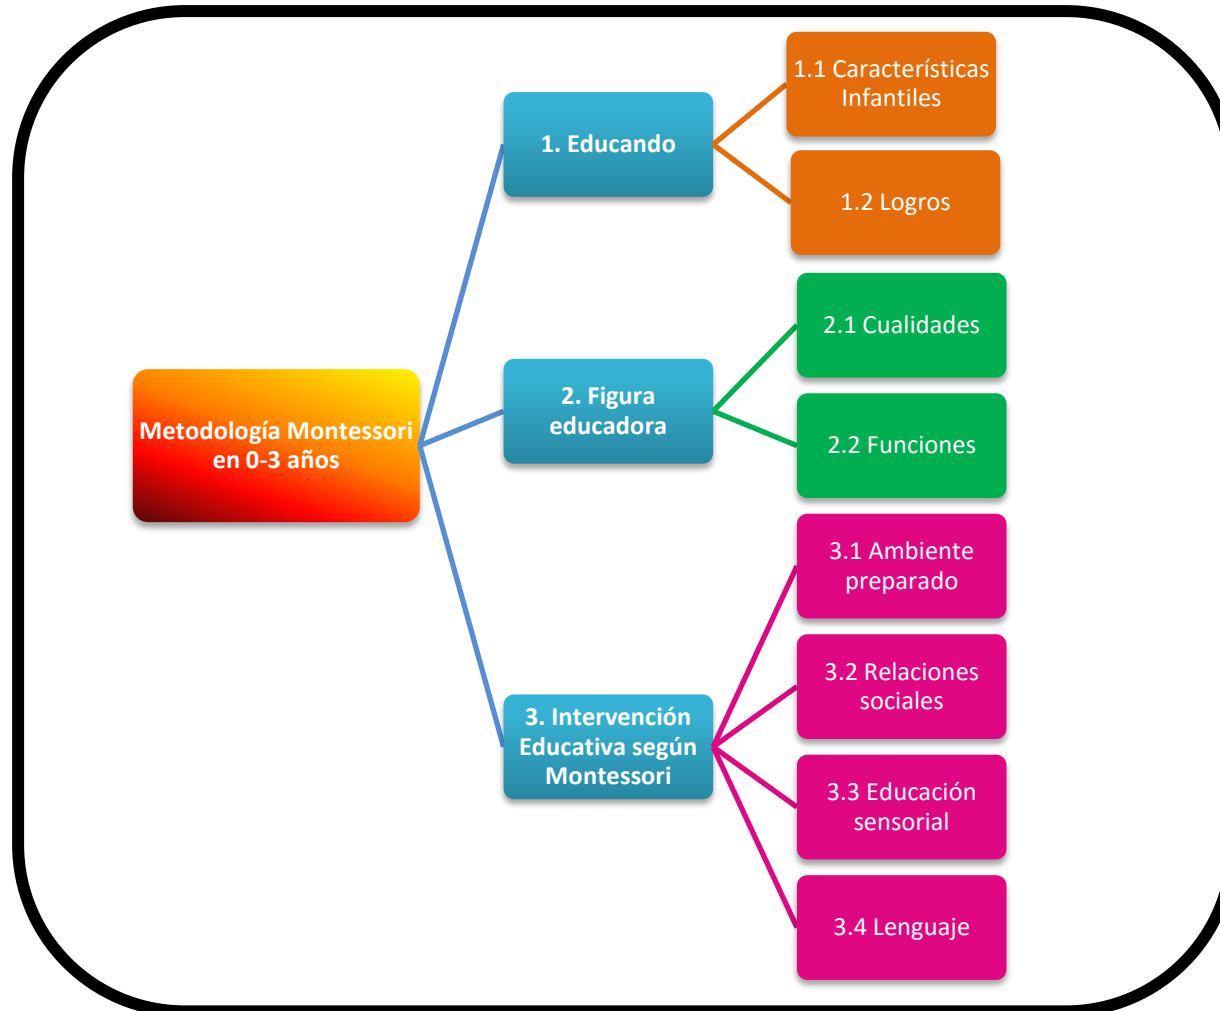 Metodología Montessori
en 0-3 años
1. Educando
1.1 Características
Infantiles
1.2 Logros
2. Figura
educadora
2.1 Cualidades
2.2 Funciones
3. Intervención
Educativa según
Montessori
3.1 Ambiente
preparado
3.2 Relaciones
sociales
3.3 Educación
sensorial
3.4 Lenguaje